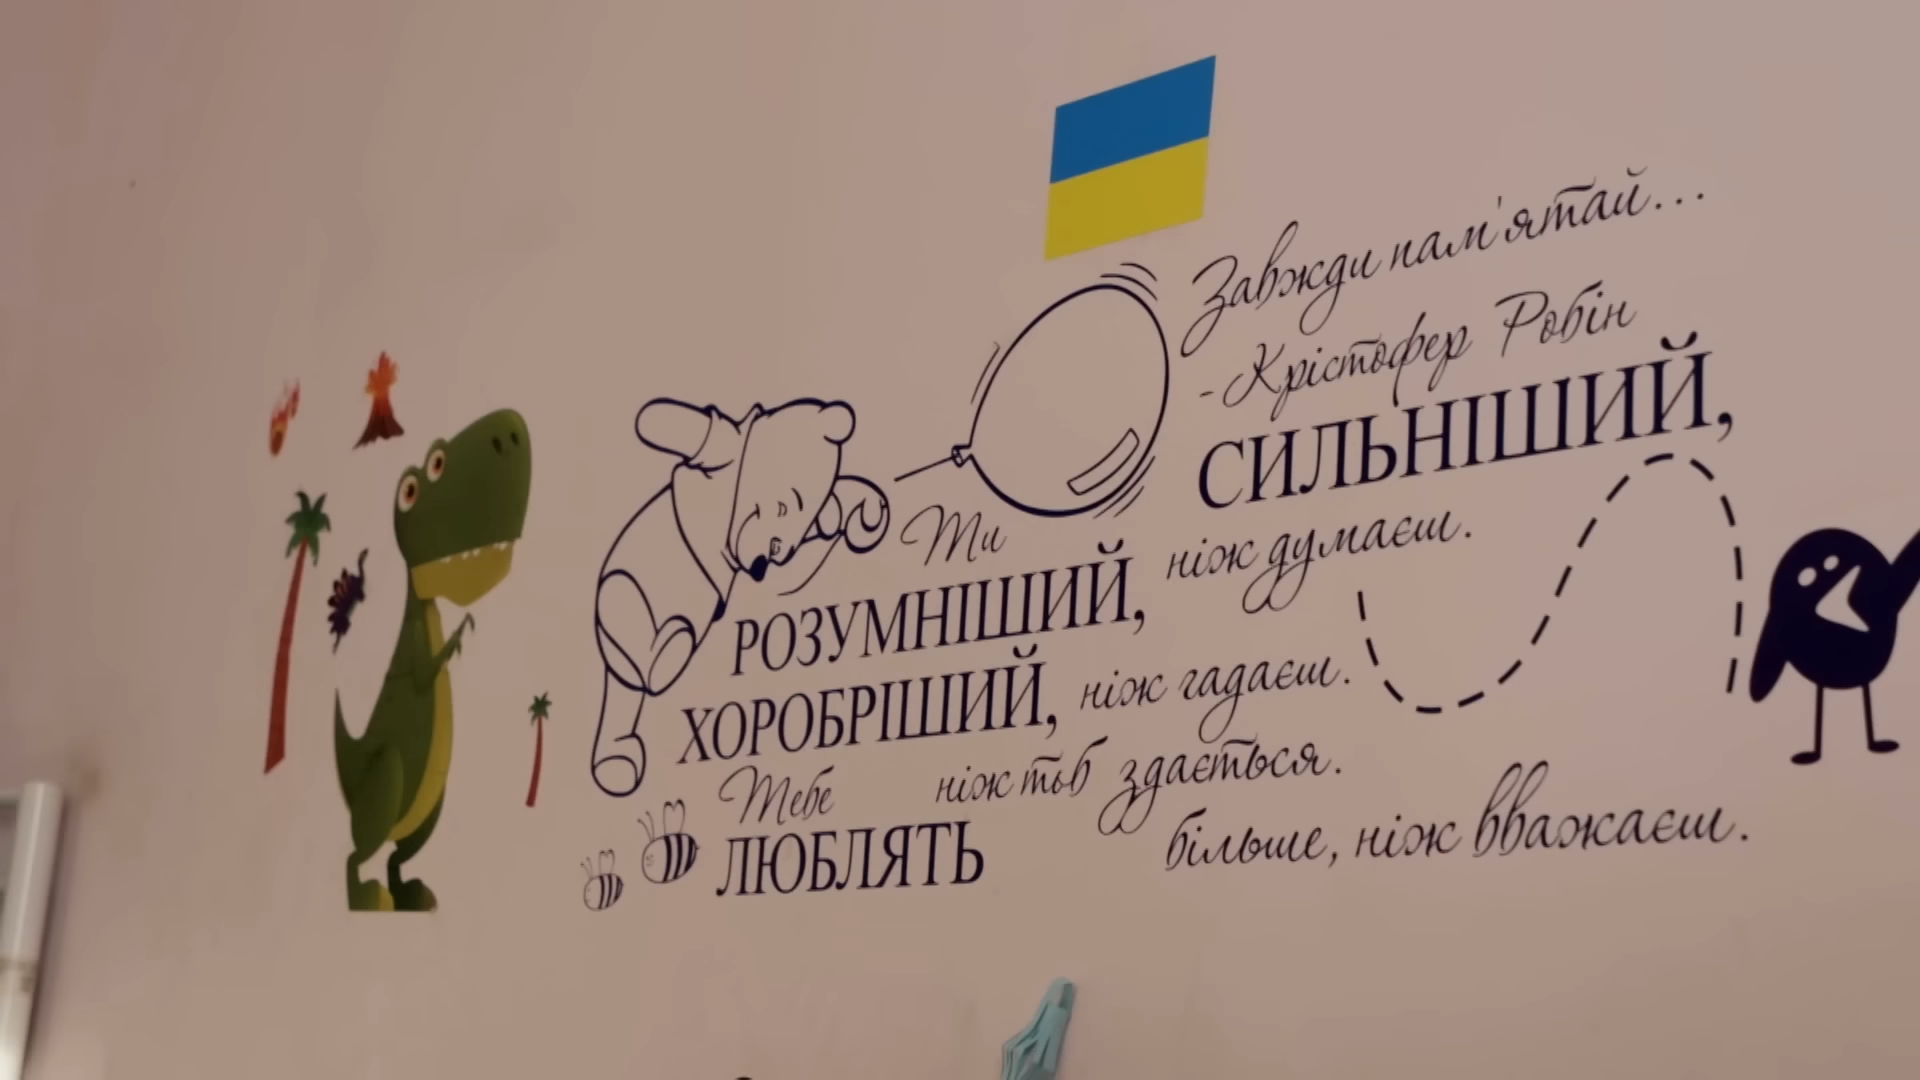 Завжди пам'ятай...
-Крістофер Робін
Ти
СИЛЬНІШИЙ,
ніж думаєш.
РОЗУМНІШИЙ,
ніж гадаєш.
ХОРОБРІШИЙ,
ніж тоб здається.
Тебе
ЛЮБЛЯТЬ
більше, ніж вважаєш.